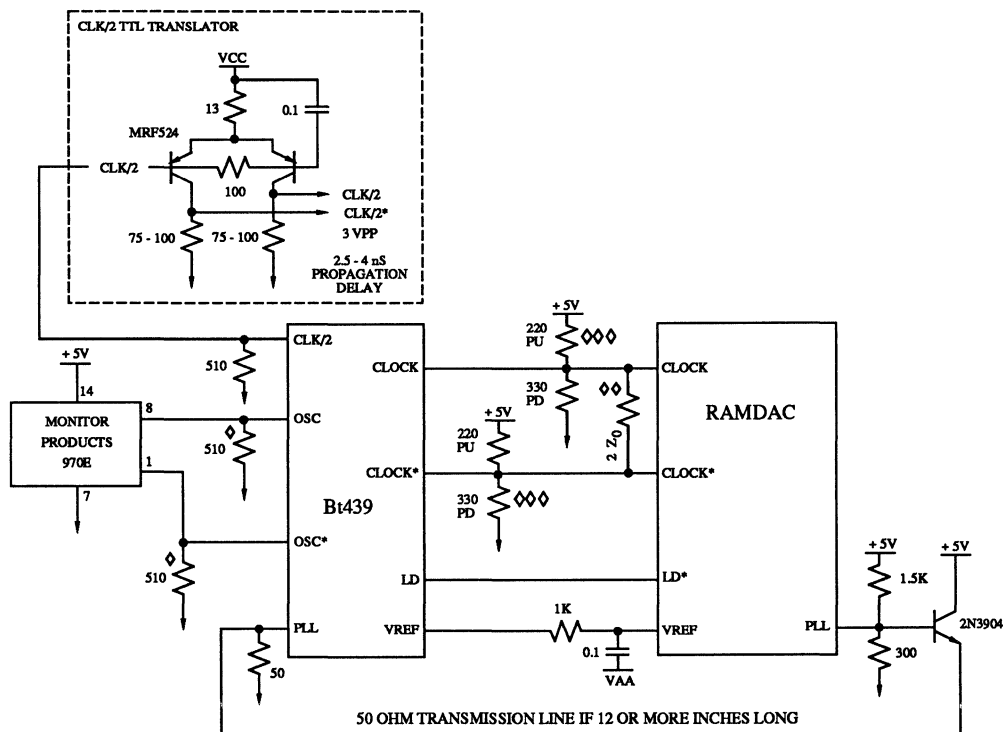 CLK/2 TTL TRANSLATOR
VCC
13
0.1
MRF524
CLK/2
100
CLK/2
CLK/2*
3 VPP
75 - 100
75 - 100
2.5 - 4 nS
PROPAGATION
DELAY
+ 5V
14
MONITOR
PRODUCTS
970E
8
1
7
510
510
510
50
CLK/2
OSC
OSC*
PLL
Bt439
CLOCK
CLOCK*
LD
VREF
+ 5V
220
PU
330
PD
+ 5V
220
PU
330
PD
2 Z0
1K
0.1
VAA
RAMDAC
CLOCK
CLOCK*
LD*
VREF
PLL
+ 5V
1.5K
300
+ 5V
2N3904
50 OHM TRANSMISSION LINE IF 12 OR MORE INCHES LONG